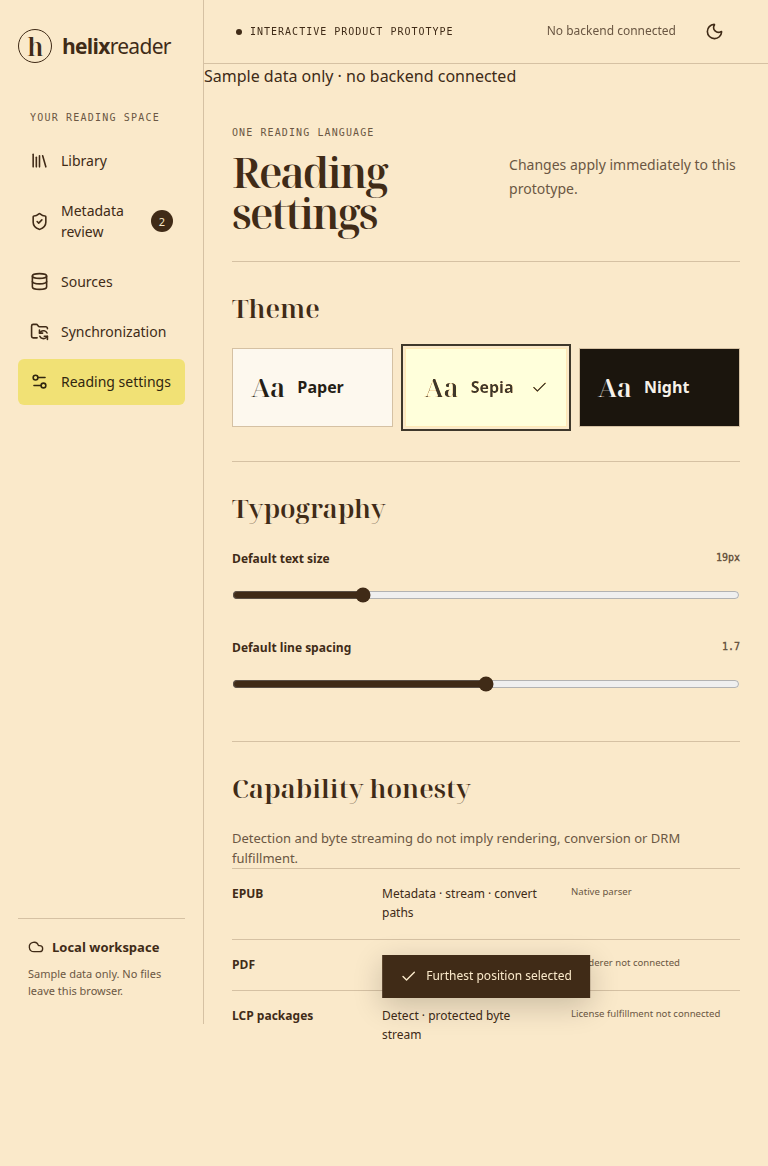 h helixreader
YOUR READING SPACE
Library
Metadata
review
2
Sources
Synchronization
Reading settings
Local workspace
Sample data only. No files
leave this browser.
INTERACTIVE PRODUCT PROTOTYPE
No backend connected
Sample data only · no backend connected
ONE READING LANGUAGE
Reading
settings
Changes apply immediately to this
prototype.
Theme
Aa Paper
Aa Sepia
Aa Night
Typography
Default text size
19px
Default line spacing
1.7
Capability honesty
Detection and byte streaming do not imply rendering, conversion or DRM
fulfillment.
EPUB
Metadata · stream · convert
paths
Native parser
PDF
not connected
Furthest position selected
LCP packages
Detect · protected byte
stream
License fulfillment not connected